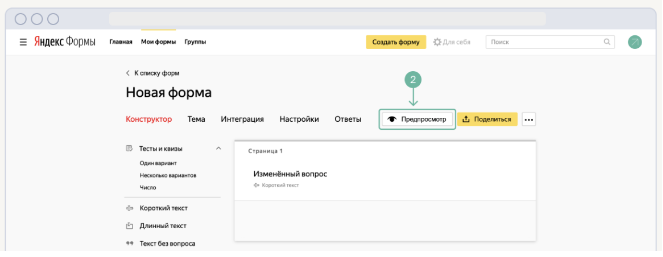 Яндекс Формы Главная Мои формы Группы Создать форму Для себя Поиск
К списку форм
Новая форма
2
Конструктор Тема Интеграция Настройки Ответы Предпросмотр Поделиться
Тесты и квизы
Один вариант
Несколько вариантов
Число
Короткий текст
Длинный текст
Текст без вопроса
Страница 1
Изменённый вопрос
Короткий текст